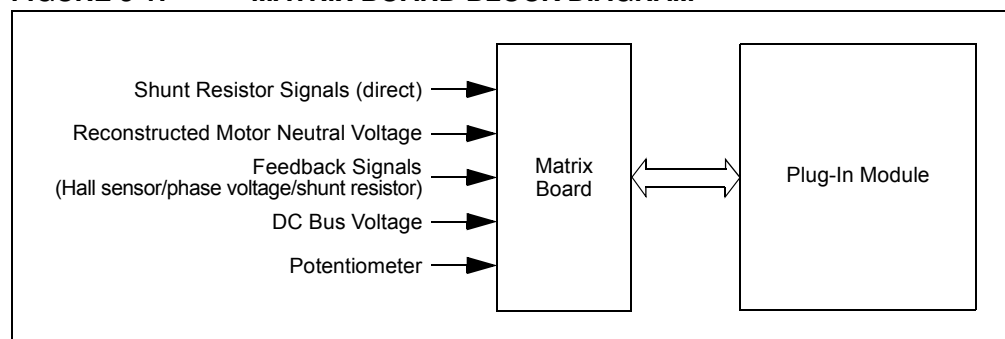 Shunt Resistor Signals (direct)
Reconstructed Motor Neutral Voltage
Feedback Signals
(Hall sensor/phase voltage/shunt resistor)
DC Bus Voltage
Potentiometer
Matrix
Board
Plug-In Module